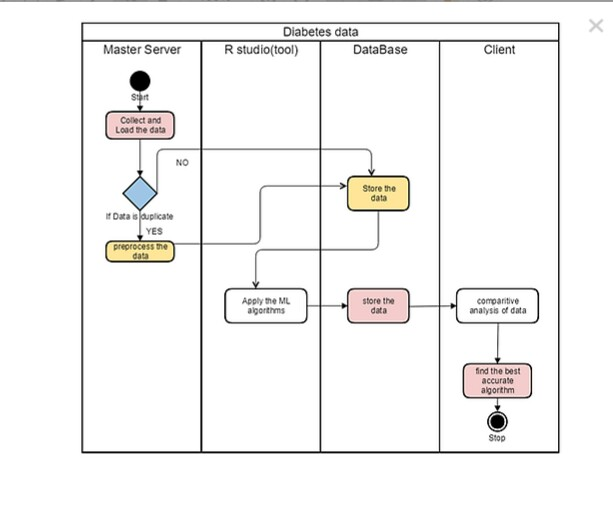 Diabetes data
Master Server
R studio(tool)
DataBase
Client
Start
Collect and
Load the data
NO
If Data is duplicate
YES
preprocess the
data
Store the
data
Apply the ML
algorithms
store the
data
comparitive
analysis of data
find the best
accurate
algorithm
Stop